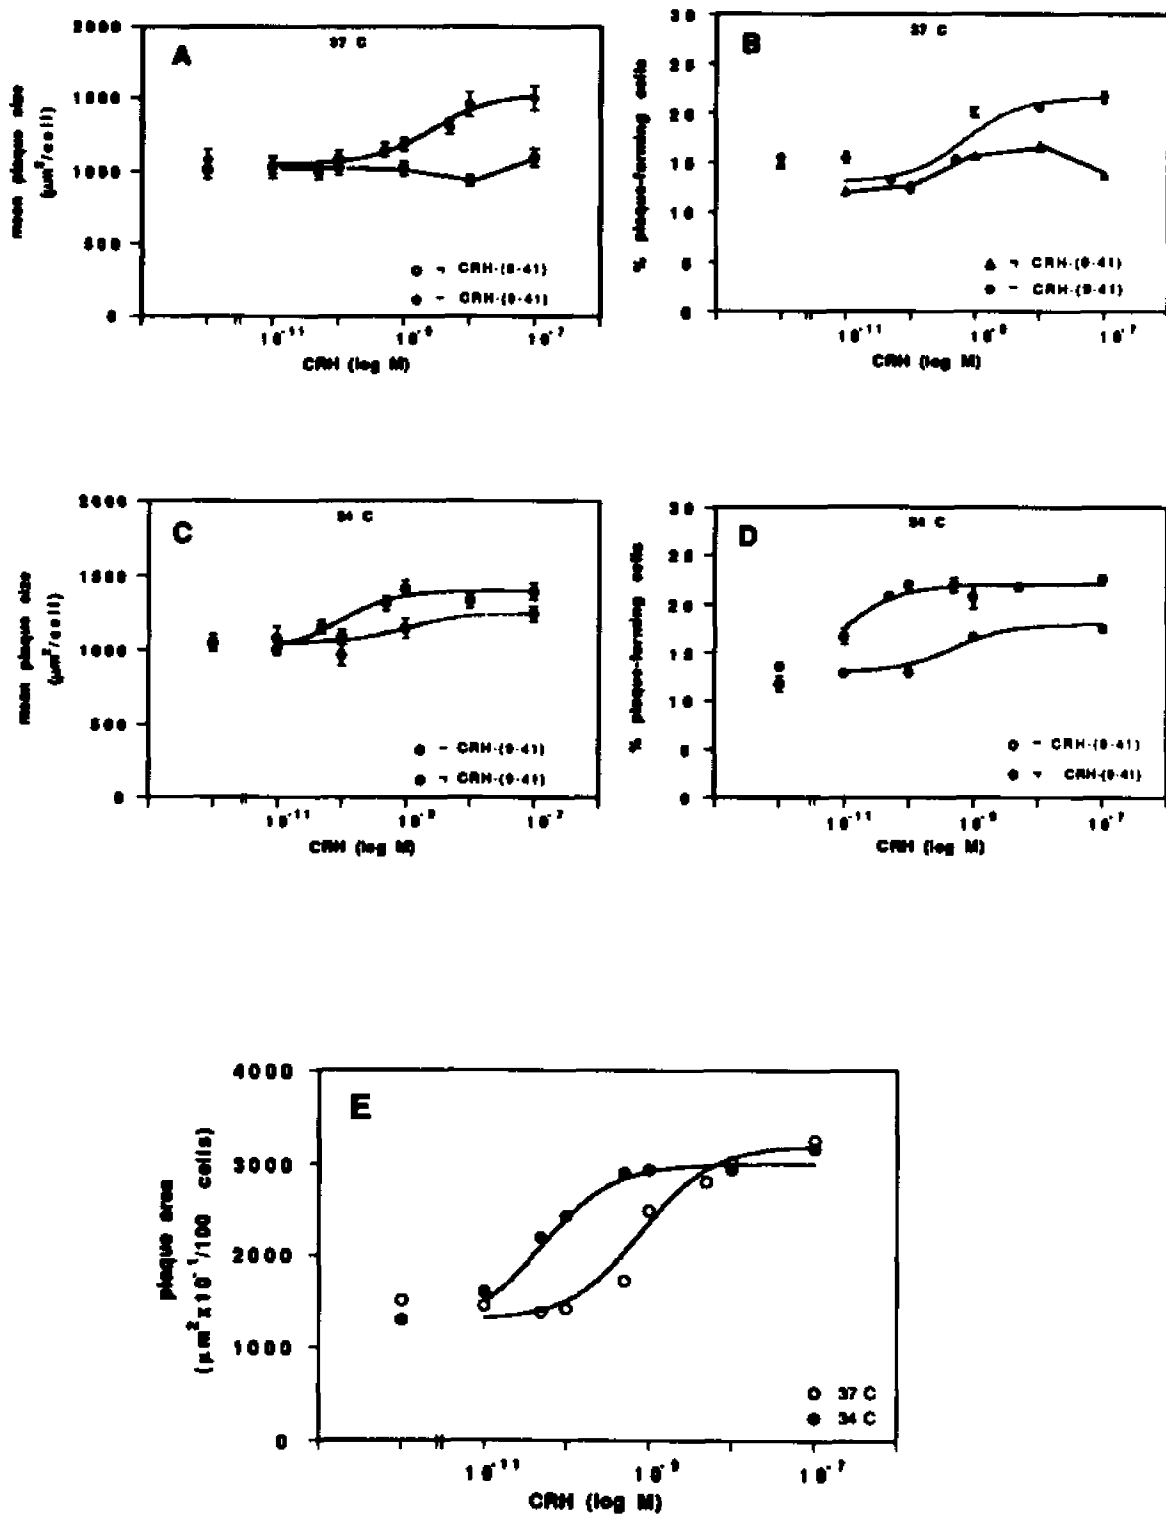 A
37 C
2000
1500
1000
500
0
mean plaque size
(μm²/cell)
CRH-(9-41)
− CRH-(9-41)
10⁻¹¹
10⁻⁹
10⁻⁷
CRH (log M)
B
37 C
30
25
20
15
10
5
0
% plaque-forming cells
CRH-(9-41)
− CRH-(9-41)
10⁻¹¹
10⁻⁹
10⁻⁷
CRH (log M)
C
34 C
2000
1500
1000
500
0
mean plaque size
(μm²/cell)
− CRH-(9-41)
CRH-(9-41)
10⁻¹¹
10⁻⁹
10⁻⁷
CRH (log M)
D
34 C
30
25
20
15
10
5
0
% plaque-forming cells
− CRH-(9-41)
CRH-(9-41)
10⁻¹¹
10⁻⁹
10⁻⁷
CRH (log M)
E
4000
3000
2000
1000
0
plaque area
(μm² x10⁻¹/100 cells)
37 C
34 C
10⁻¹¹
10⁻⁹
10⁻⁷
CRH (log M)